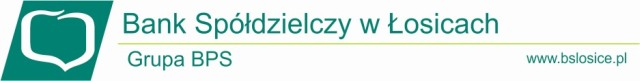 Bank Spółdzielczy w Łosicach
Grupa BPS
www.bslosice.pl